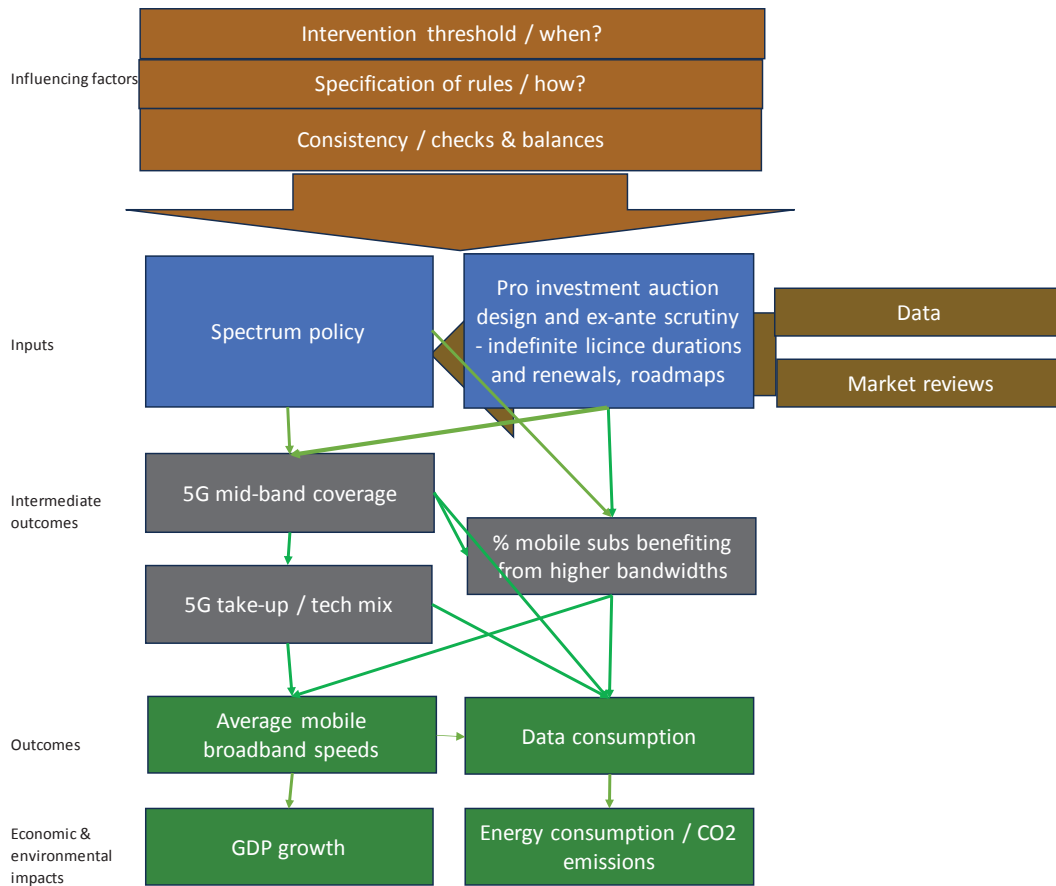 Intervention threshold / when?
Influencing factors
Specification of rules / how?
Consistency / checks & balances
Inputs
Spectrum policy
Pro investment auction
design and ex-ante scrutiny
- indefinite licince durations
and renewals, roadmaps
Data
Market reviews
Intermediate
outcomes
5G mid-band coverage
% mobile subs benefiting
from higher bandwidths
5G take-up / tech mix
Outcomes
Average mobile
broadband speeds
Data consumption
Economic &
environmental
impacts
GDP growth
Energy consumption / CO2
emissions